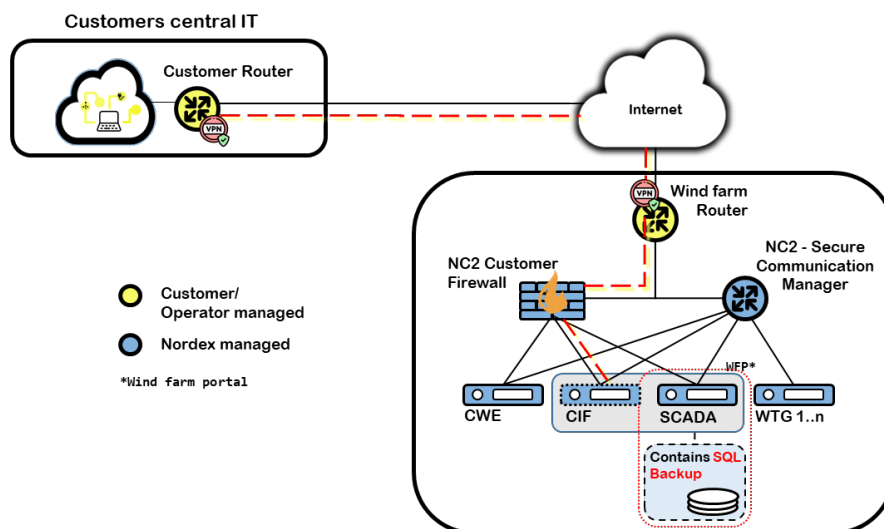 Customers central IT
Customer Router
VPN
Internet
VPN
Wind farm
Router
NC2 Customer
Firewall
NC2 - Secure
Communication
Manager
Customer/
Operator managed
Nordex managed
*Wind farm portal
WFP*
CWE
CIF
SCADA
WTG 1..n
Contains SQL
Backup